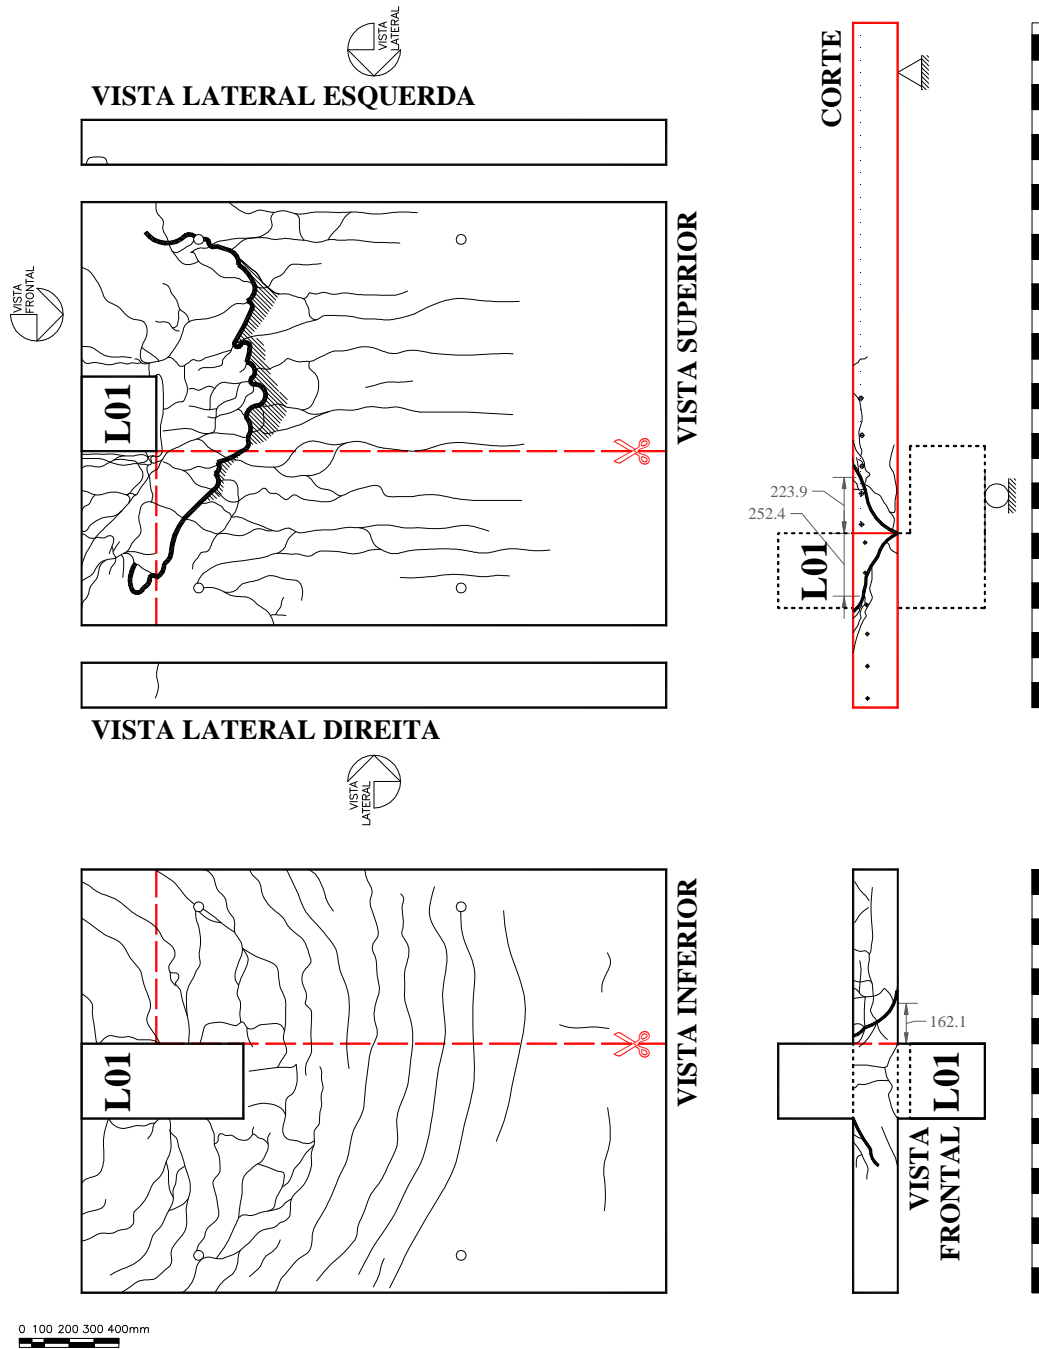 VISTA
LATERAL
VISTA LATERAL ESQUERDA
CORTE
VISTA
FRONTAL
L01
VISTA SUPERIOR
223.9
252.4
L01
VISTA LATERAL DIREITA
VISTA
LATERAL
L01
VISTA INFERIOR
162.1
L01
VISTA
FRONTAL
0 100 200 300 400mm